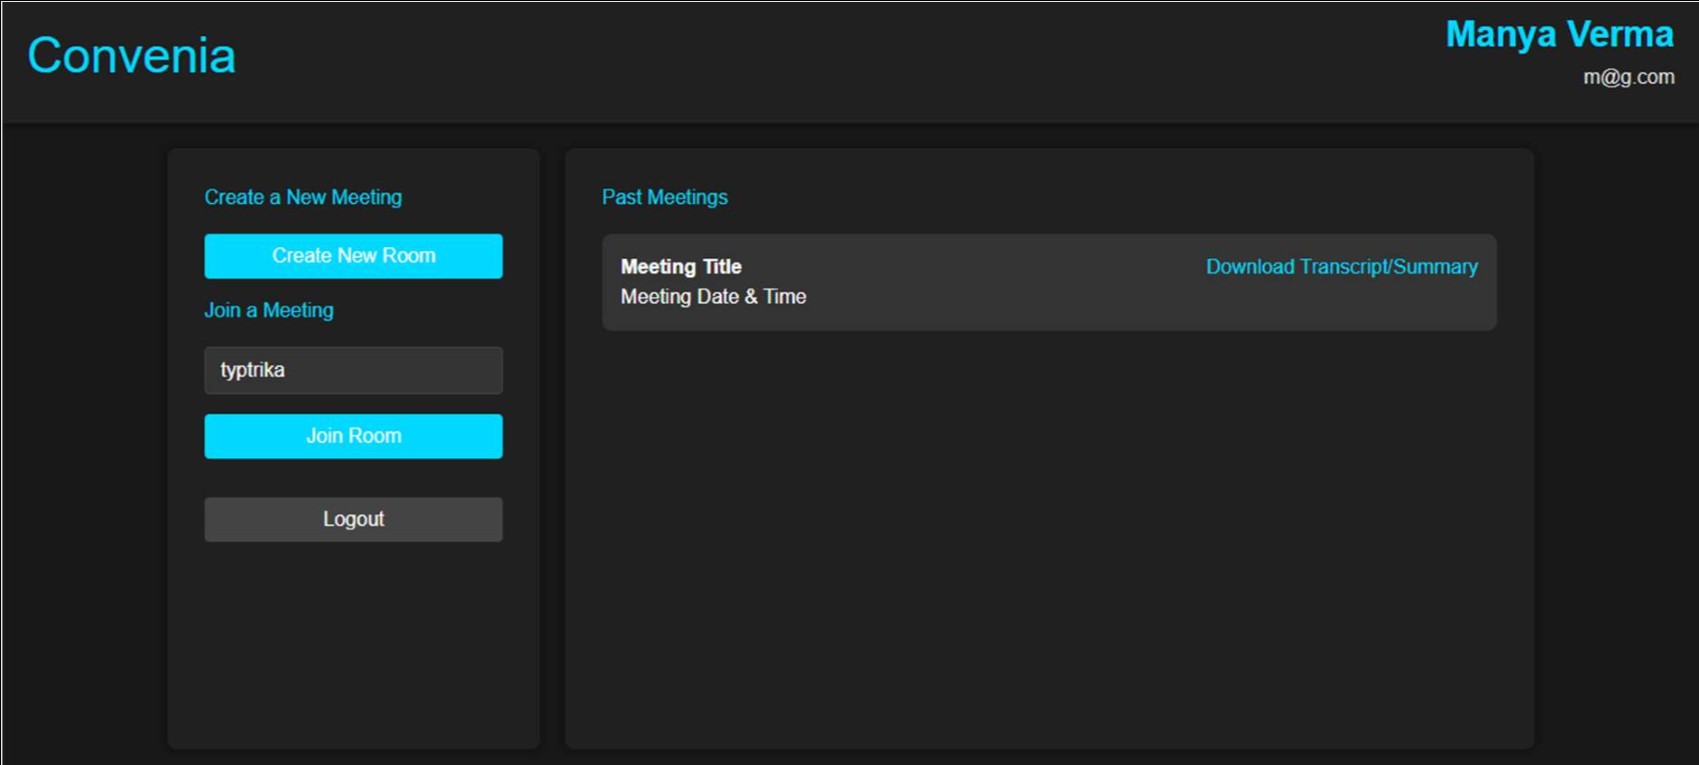 Convenia
Manya Verma
m@g.com
Create a New Meeting
Create New Room
Join a Meeting
typtrika
Join Room
Logout
Past Meetings
Meeting Title
Download Transcript/Summary
Meeting Date & Time